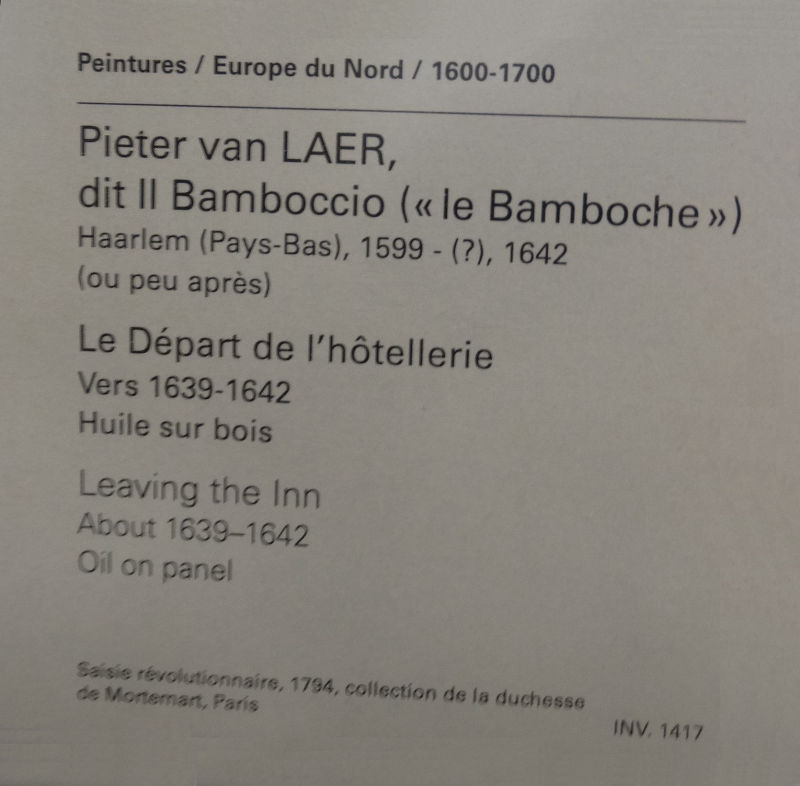 Peintures / Europe du Nord / 1600-1700
Pieter van LAER,
dit Il Bamboccio (« le Bamboche »)
Haarlem (Pays-Bas), 1599 - (?), 1642
(ou peu après)
Le Départ de l'hôtellerie
Vers 1639-1642
Huile sur bois
Leaving the Inn
About 1639–1642
Oil on panel
Saisie révolutionnaire, 1794, collection de la duchesse
de Mortemart, Paris
INV. 1417